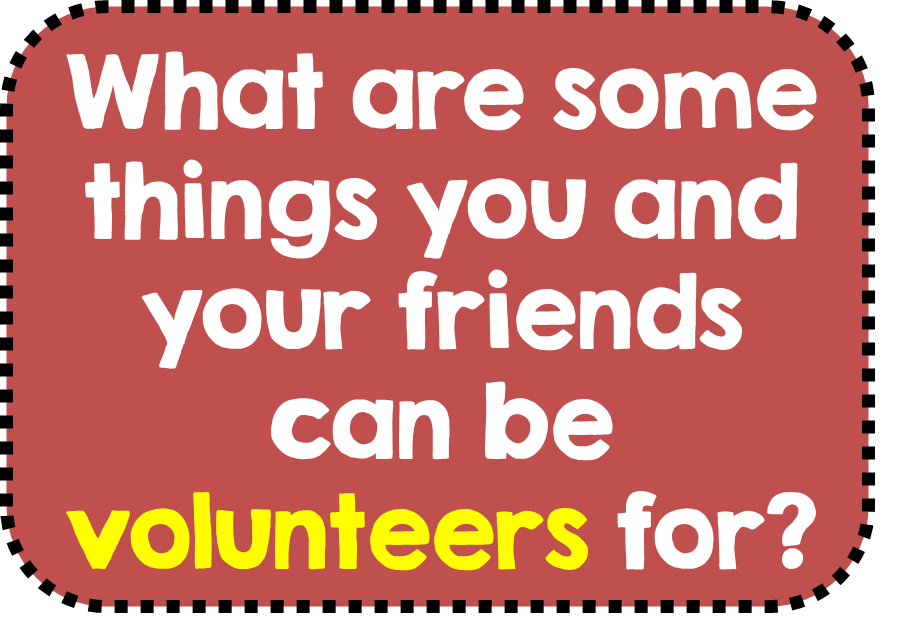 What are some
things you and
your friends
can be
volunteers for?